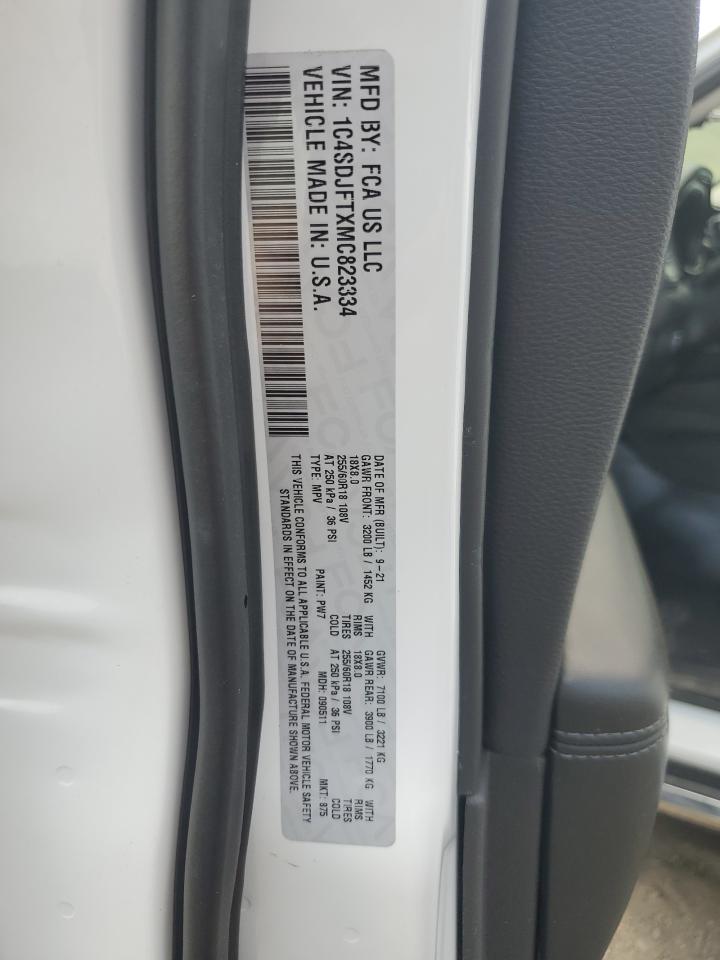 MFD BY: FCA US LLC
VIN: 1C4SDJFTXMC823334
VEHICLE MADE IN: U.S.A.
DATE OF MFR (BUILT): 9-21 GVWR: 7100 LB / 3221 KG
GAWR FRONT: 3200 LB / 1452 KG WITH GAWR REAR: 3900 LB / 1770 KG WITH
18X8.0 RIMS 18X8.0 RIMS
255/60R18 108V TIRES 255/60R18 108V TIRES
AT 250 kPa / 36 PSI COLD AT 250 kPa / 36 PSI COLD
TYPE: MPV PAINT: PW7 MDH: 090511 MKT: 875
THIS VEHICLE CONFORMS TO ALL APPLICABLE U.S.A. FEDERAL MOTOR VEHICLE SAFETY
STANDARDS IN EFFECT ON THE DATE OF MANUFACTURE SHOWN ABOVE.